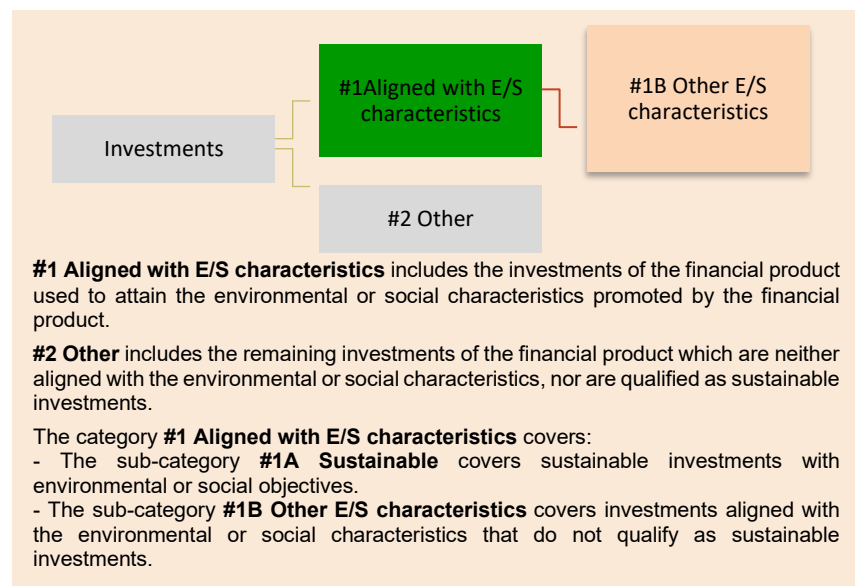 #1Aligned with E/S
characteristics
#1B Other E/S
characteristics
Investments
#2 Other
#1 Aligned with E/S characteristics includes the investments of the financial product
used to attain the environmental or social characteristics promoted by the financial
product.
#2 Other includes the remaining investments of the financial product which are neither
aligned with the environmental or social characteristics, nor are qualified as sustainable
investments.
The category #1 Aligned with E/S characteristics covers:
- The sub-category #1A Sustainable covers sustainable investments with
environmental or social objectives.
- The sub-category #1B Other E/S characteristics covers investments aligned with
the environmental or social characteristics that do not qualify as sustainable
investments.